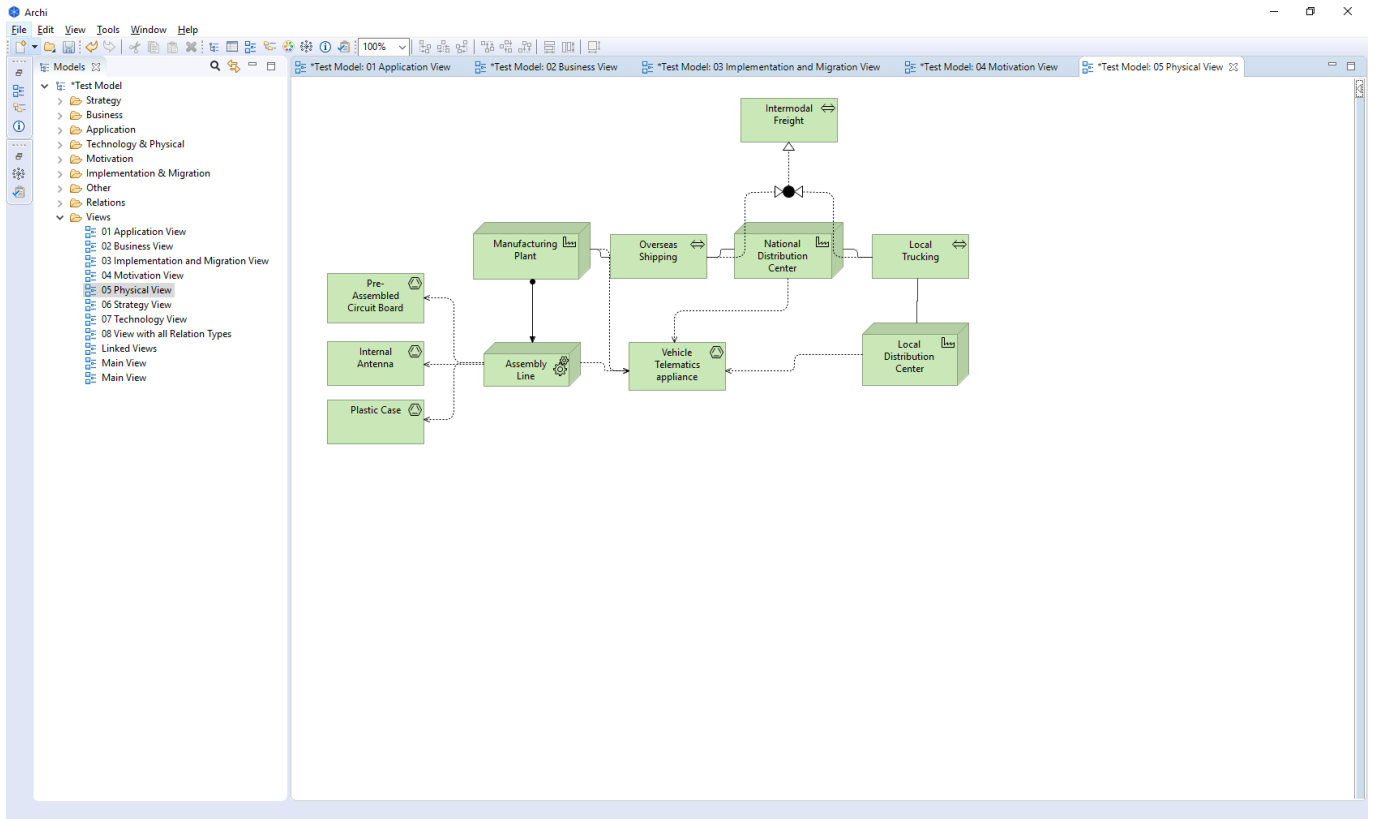 Archi
File Edit View Tools Window Help
100%
Models
*Test Model: 01 Application View
*Test Model: 02 Business View
*Test Model: 03 Implementation and Migration View
*Test Model: 04 Motivation View
*Test Model: 05 Physical View
*Test Model
Strategy
Business
Application
Technology & Physical
Motivation
Implementation & Migration
Other
Relations
Views
01 Application View
02 Business View
03 Implementation and Migration View
04 Motivation View
05 Physical View
06 Strategy View
07 Technology View
08 View with all Relation Types
Linked Views
Main View
Main View
Intermodal
Freight
Manufacturing
Plant
Overseas
Shipping
National
Distribution
Center
Local
Trucking
Pre-
Assembled
Circuit Board
Internal
Antenna
Plastic Case
Assembly
Line
Vehicle
Telematics
appliance
Local
Distribution
Center